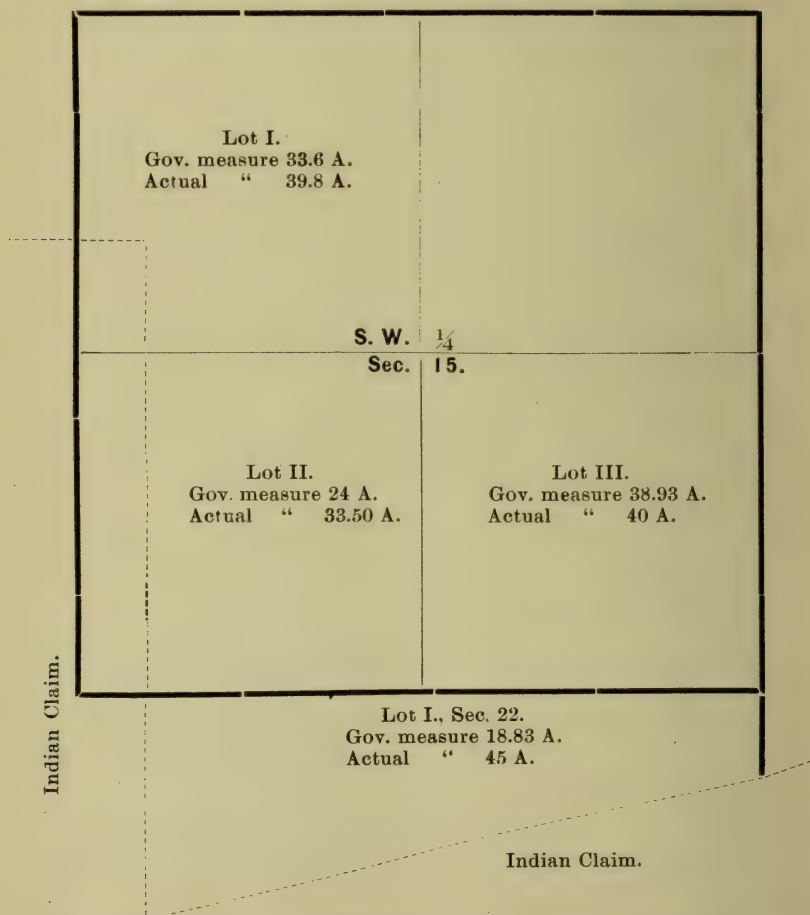 Lot I.
Gov. measure 33.6 A.
Actual “ 39.8 A.
S. W. ¼
Sec. 15.
Lot II.
Gov. measure 24 A.
Actual “ 33.50 A.
Lot III.
Gov. measure 38.93 A.
Actual “ 40 A.
Indian Claim.
Lot I., Sec. 22.
Gov. measure 18.83 A.
Actual “ 45 A.
Indian Claim.